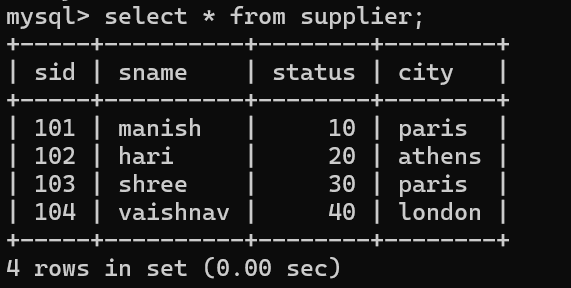 mysql> select * from supplier;
+-----+----------+--------+--------+
| sid | sname    | status | city   |
+-----+----------+--------+--------+
| 101 | manish   |     10 | paris  |
| 102 | hari     |     20 | athens |
| 103 | shree    |     30 | paris  |
| 104 | vaishnav |     40 | london |
+-----+----------+--------+--------+
4 rows in set (0.00 sec)